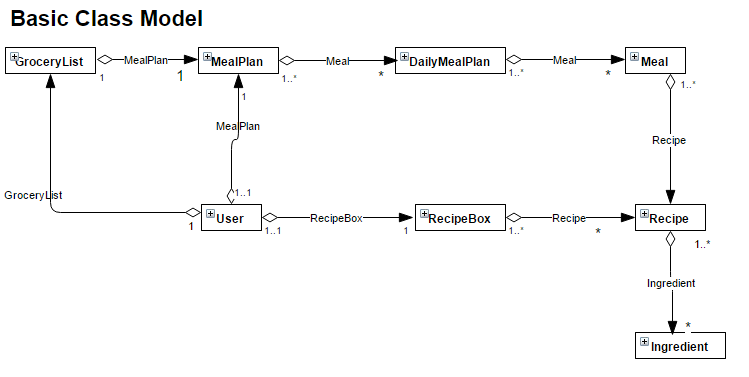 Basic Class Model
GroceryList MealPlan MealPlan Meal DailyMealPlan Meal Meal
1 1 1..* * 1..* * 1..*
1
MealPlan
Recipe
GroceryList
1..1
User RecipeBox RecipeBox Recipe Recipe
1 1..1 1 1..* * 1..*
Ingredient
*
Ingredient